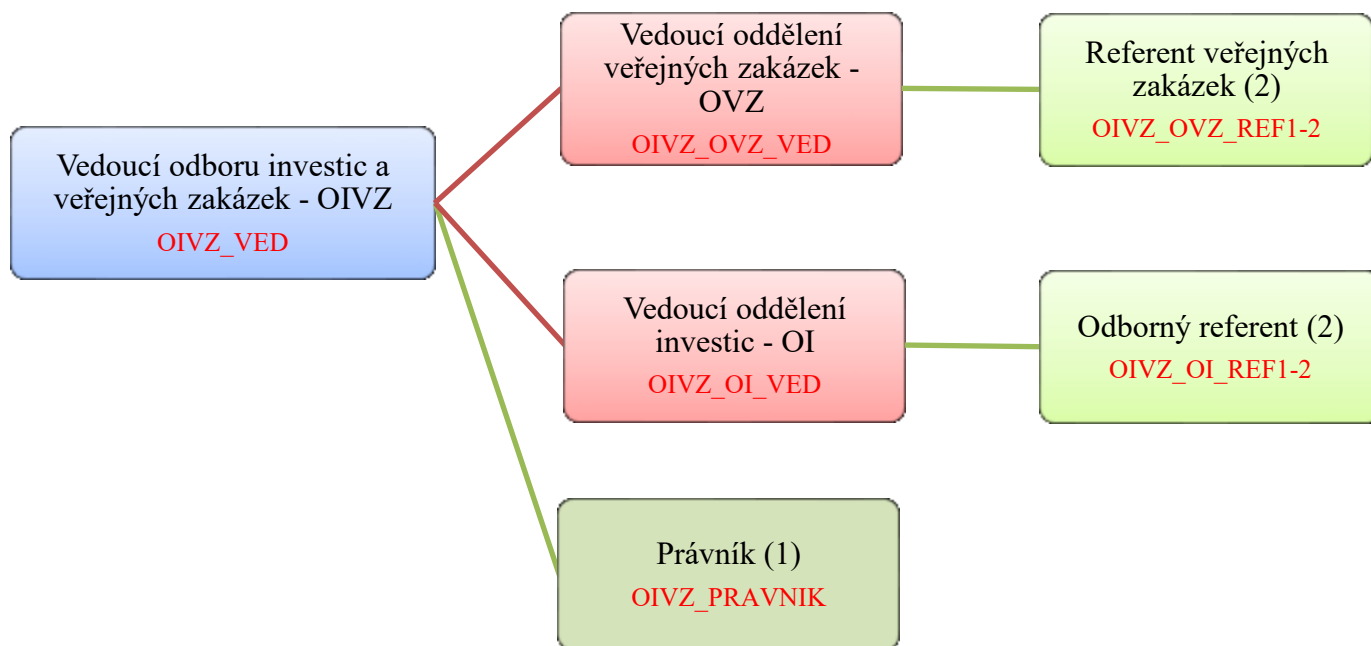 Vedoucí odboru investic a
veřejných zakázek - OIVZ
OIVZ_VED
Vedoucí oddělení
veřejných zakázek -
OVZ
OIVZ_OVZ_VED
Referent veřejných
zakázek (2)
OIVZ_OVZ_REF1-2
Vedoucí oddělení
investic - OI
OIVZ_OI_VED
Odborný referent (2)
OIVZ_OI_REF1-2
Právník (1)
OIVZ_PRAVNIK